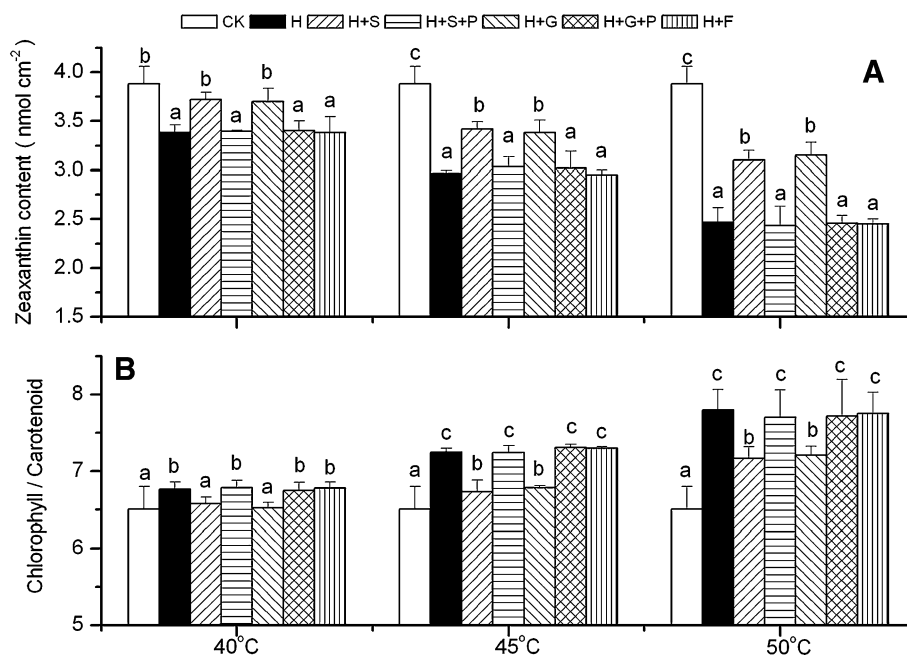 CK H H+S H+S+P H+G H+G+P H+F
A
Zeaxanthin content ( nmol cm⁻² )
4.0
3.5
3.0
2.5
2.0
1.5
b a b a b a a
c a b a b a a
c a b a b a a
B
Chlorophyll / Carotenoid
8
7
6
5
a b a b a b b
a c b c b c c
a c b c b c c
40°C 45°C 50°C